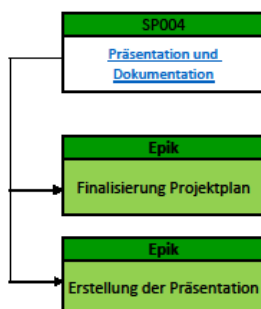 SP004
Präsentation und
Dokumentation
Epik
Finalisierung Projektplan
Epik
Erstellung der Präsentation